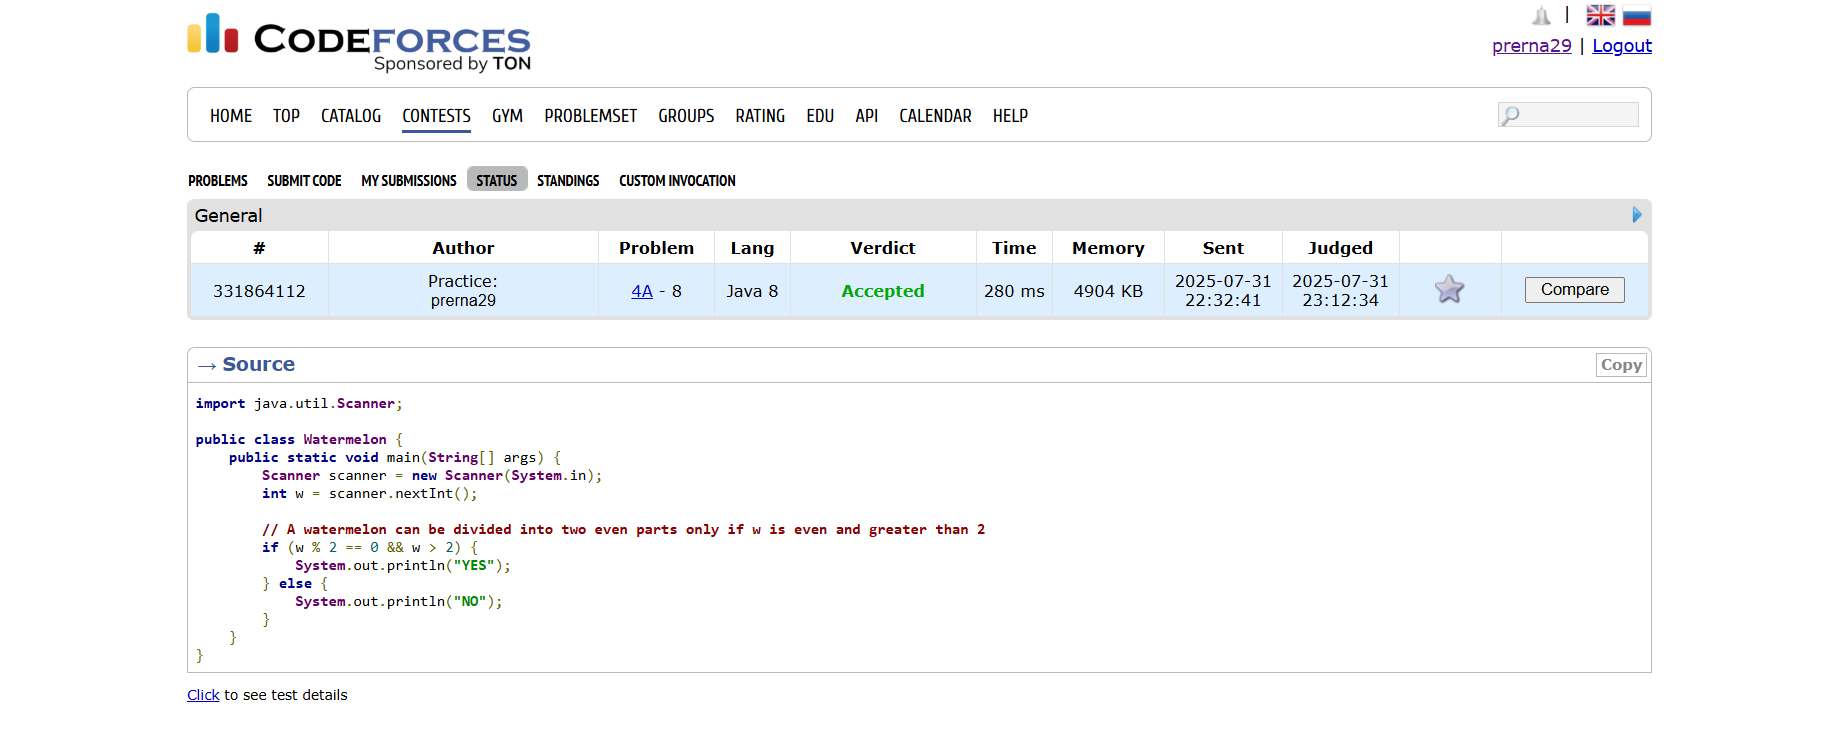 CODEFORCES
Sponsored by TON
|
prerna29 | Logout
HOME TOP CATALOG CONTESTS GYM PROBLEMSET GROUPS RATING EDU API CALENDAR HELP
PROBLEMS SUBMIT CODE MY SUBMISSIONS STATUS STANDINGS CUSTOM INVOCATION
General
# Author Problem Lang Verdict Time Memory Sent Judged
331864112 Practice: prerna29 4A - 8 Java 8 Accepted 280 ms 4904 KB 2025-07-31 22:32:41 2025-07-31 23:12:34 Compare
→ Source Copy
import java.util.Scanner;
public class Watermelon {
    public static void main(String[] args) {
        Scanner scanner = new Scanner(System.in);
        int w = scanner.nextInt();
        // A watermelon can be divided into two even parts only if w is even and greater than 2
        if (w % 2 == 0 && w > 2) {
            System.out.println("YES");
        } else {
            System.out.println("NO");
        }
    }
}
Click to see test details